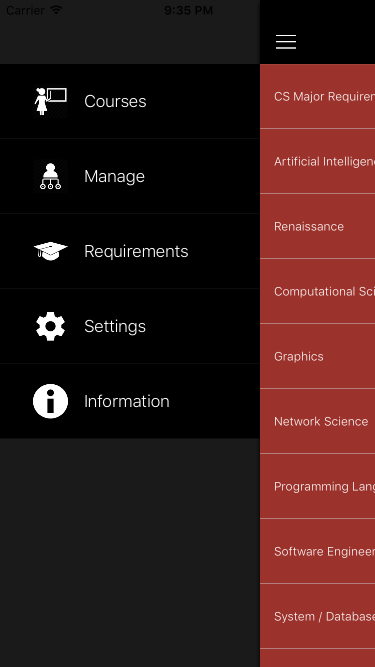 Carrier 9:35 PM
Courses
Manage
Requirements
Settings
Information
CS Major Requiren
Artificial Intelligen
Renaissance
Computational Sci
Graphics
Network Science
Programming Lang
Software Engineer
System / Database